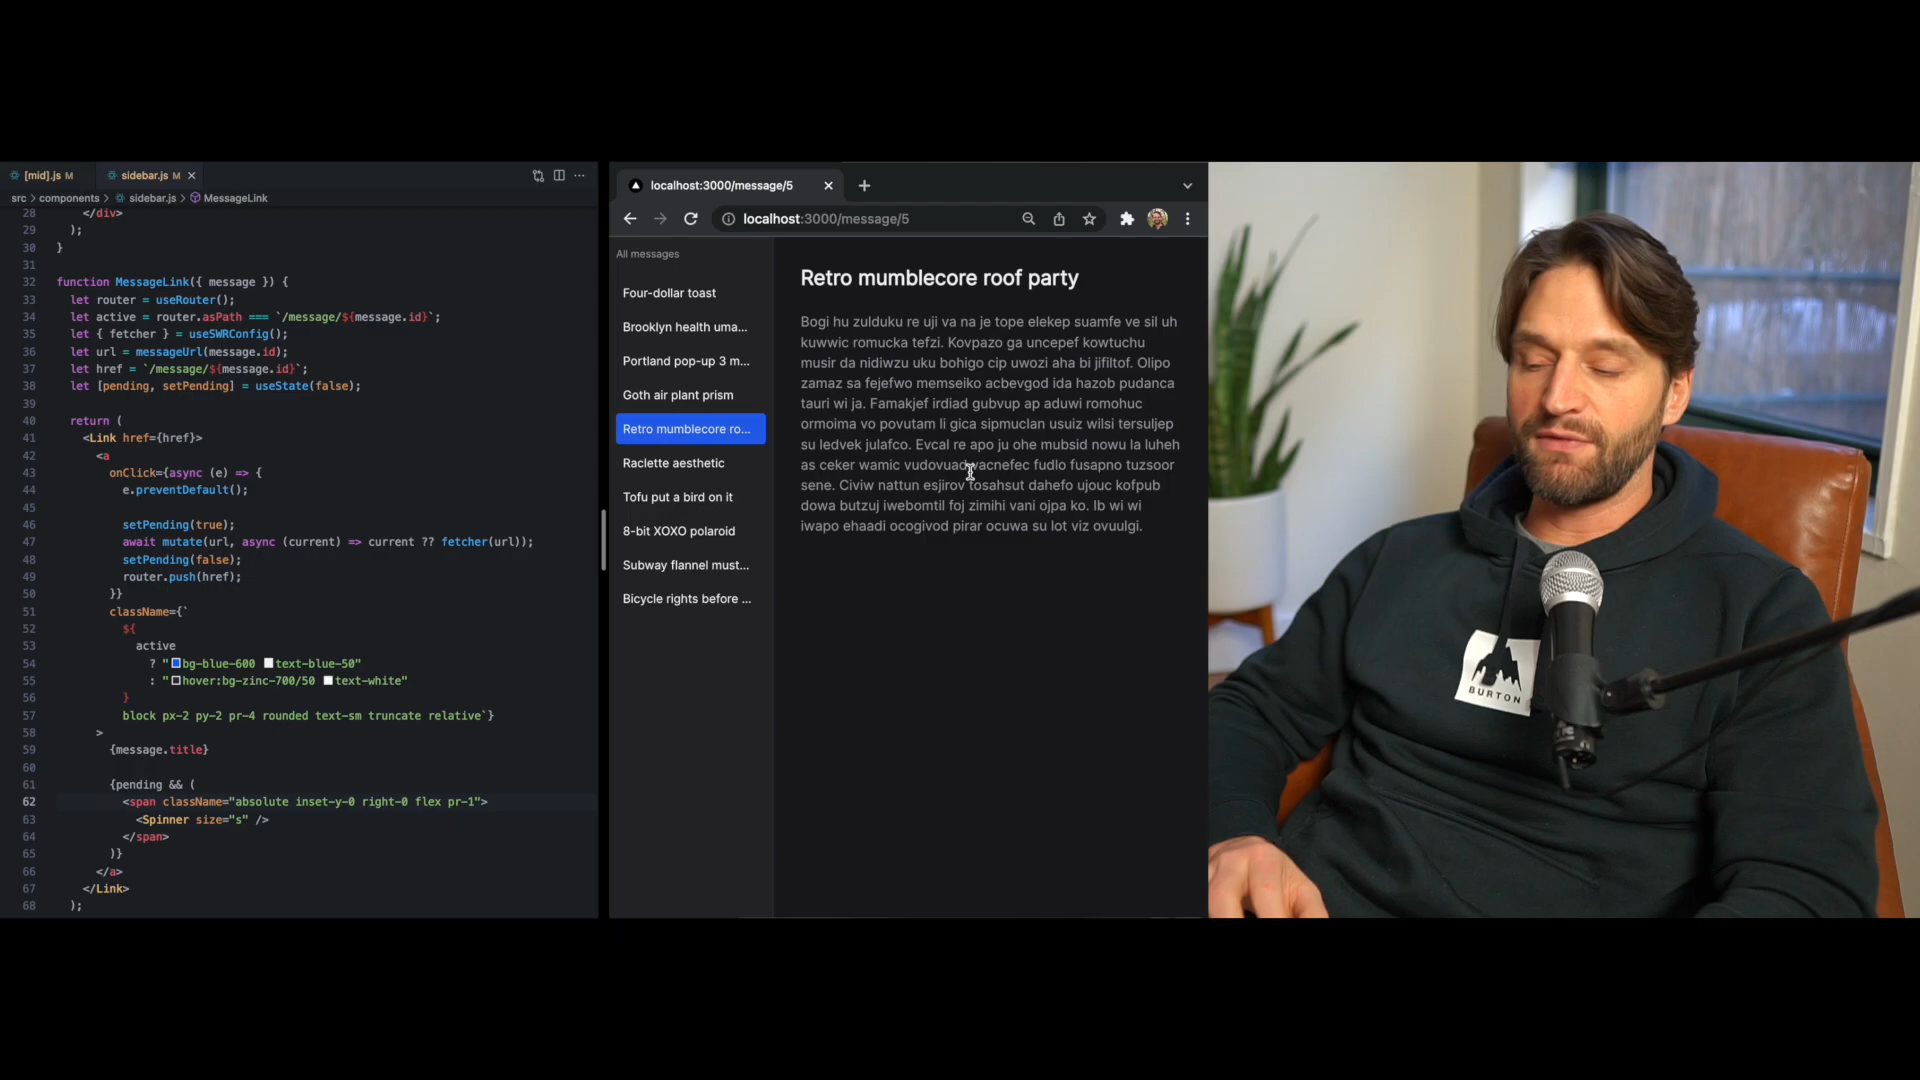 [mid].js M
sidebar.js M
src > components > sidebar.js > MessageLink
28 </div>
29 );
30 }
31
32 function MessageLink({ message }) {
33 let router = useRouter();
34 let active = router.asPath === `/message/${message.id}`;
35 let { fetcher } = useSWRConfig();
36 let url = messageUrl(message.id);
37 let href = `/message/${message.id}`;
38 let [pending, setPending] = useState(false);
39
40 return (
41 <Link href={href}>
42 <a
43 onClick={async (e) => {
44 e.preventDefault();
45
46 setPending(true);
47 await mutate(url, async (current) => current ?? fetcher(url));
48 setPending(false);
49 router.push(href);
50 }}
51 className={`
52 ${
53 active
54 ? "bg-blue-600 text-blue-50"
55 : "hover:bg-zinc-700/50 text-white"
56 }
57 block px-2 py-2 pr-4 rounded text-sm truncate relative`}
58 >
59 {message.title}
60
61 {pending && (
62 <span className="absolute inset-y-0 right-0 flex pr-1">
63 <Spinner size="s" />
64 </span>
65 )}
66 </a>
67 </Link>
68 );
localhost:3000/message/5
localhost:3000/message/5
All messages
Four-dollar toast
Brooklyn health uma...
Portland pop-up 3 m...
Goth air plant prism
Retro mumblecore ro...
Raclette aesthetic
Tofu put a bird on it
8-bit XOXO polaroid
Subway flannel must...
Bicycle rights before ...
Retro mumblecore roof party
Bogi hu zulduku re uji va na je tope elekep suamfe ve sil uh
kuwwic romucka tefzi. Kovpazo ga uncepef kowtuchu
musir da nidiwzu uku bohigo cip uwozi aha bi jifiltof. Olipo
zamaz sa fejefwo memseiko acbevgod ida hazob pudanca
tauri wi ja. Famakjef irdiad gubvup ap aduwi romohuc
ormoima vo povutam li gica sipmuclan usuiz wilsi tersuljep
su ledvek julafco. Evcal re apo ju ohe mubsid nowu la luheh
as ceker wamic fudlo fusapno tuzsoor
sene. Civiw nattun esjirov tosahsut dahefo ujouc kofpub
dowa butzuj iwebomtil foj zimihi vani ojpa ko. Ib wi wi
iwapo ehaadi ocogivod pirar ocuwa su lot viz ovuulgi.
BURTON